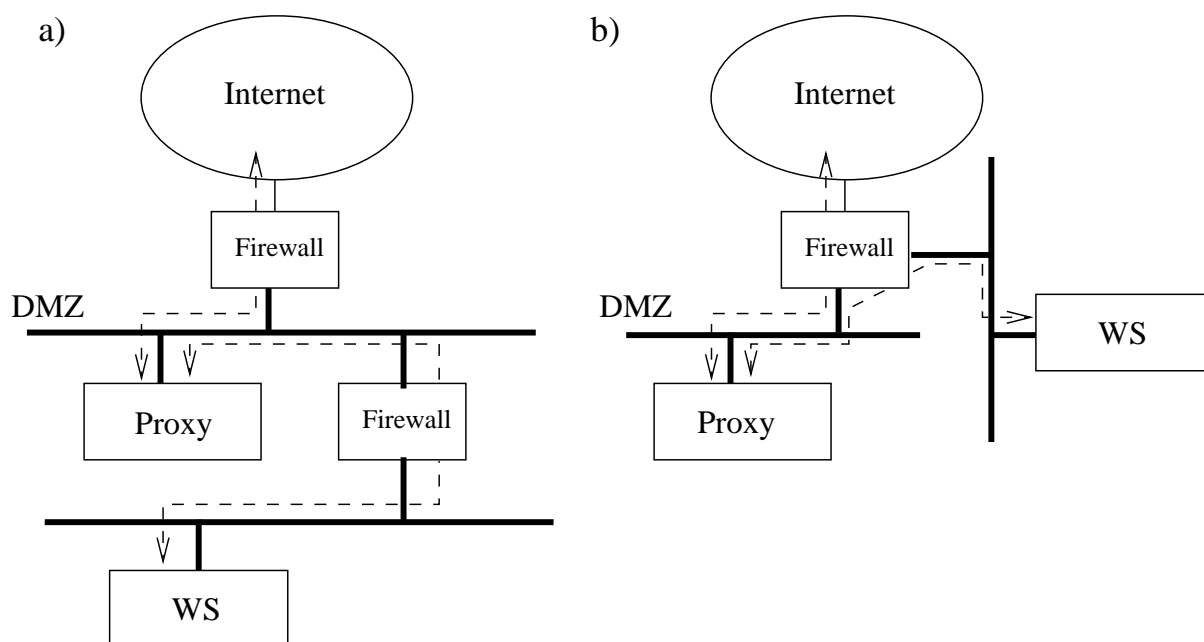 a)
Internet
Firewall
DMZ
Proxy
Firewall
WS
b)
Internet
Firewall
DMZ
WS
Proxy